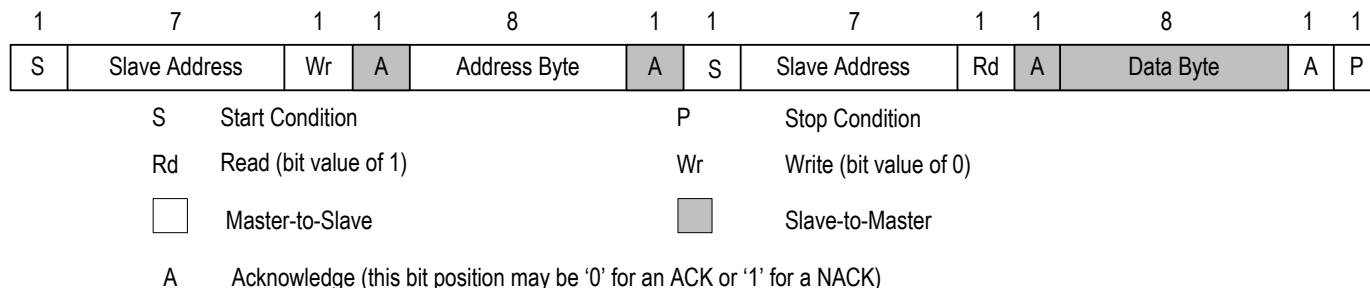 1 7 1 1 8 1 1 7 1 1 8 1 1
S Slave Address Wr A Address Byte A S Slave Address Rd A Data Byte A P
S Start Condition P Stop Condition
Rd Read (bit value of 1) Wr Write (bit value of 0)
Master-to-Slave Slave-to-Master
A Acknowledge (this bit position may be ‘0’ for an ACK or ‘1’ for a NACK)